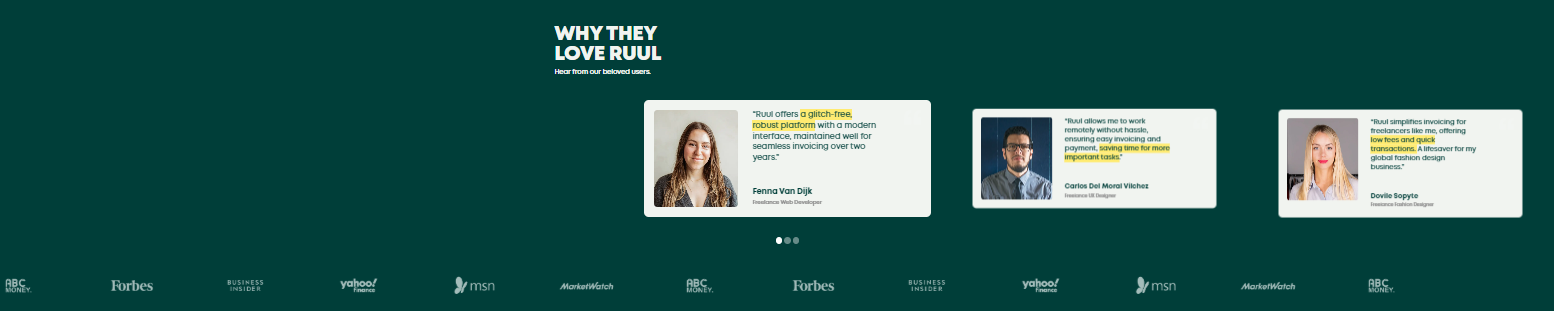 WHY THEY
LOVE RUUL
Hear from our beloved users.
"Ruul offers a glitch-free,
robust platform with a modern
interface, maintained well for
seamless invoicing over two
years."
Fenna Van Dijk
Freelance Web Developer
"Ruul allows me to work
remotely without hassle,
ensuring easy invoicing and
payment, saving time for more
important tasks."
Carlos Del Moral Vilchez
Freelance UX Designer
"Ruul simplifies invoicing for
freelancers like me, offering
low fees and quick
transactions. A lifesaver for my
global fashion design
business."
Dovile Sopyte
Freelance Fashion Designer
ABC
MONEY.
Forbes
BUSINESS
INSIDER
yahoo!
finance
msn
MarketWatch
ABC
MONEY.
Forbes
BUSINESS
INSIDER
yahoo!
finance
msn
MarketWatch
ABC
MONEY.